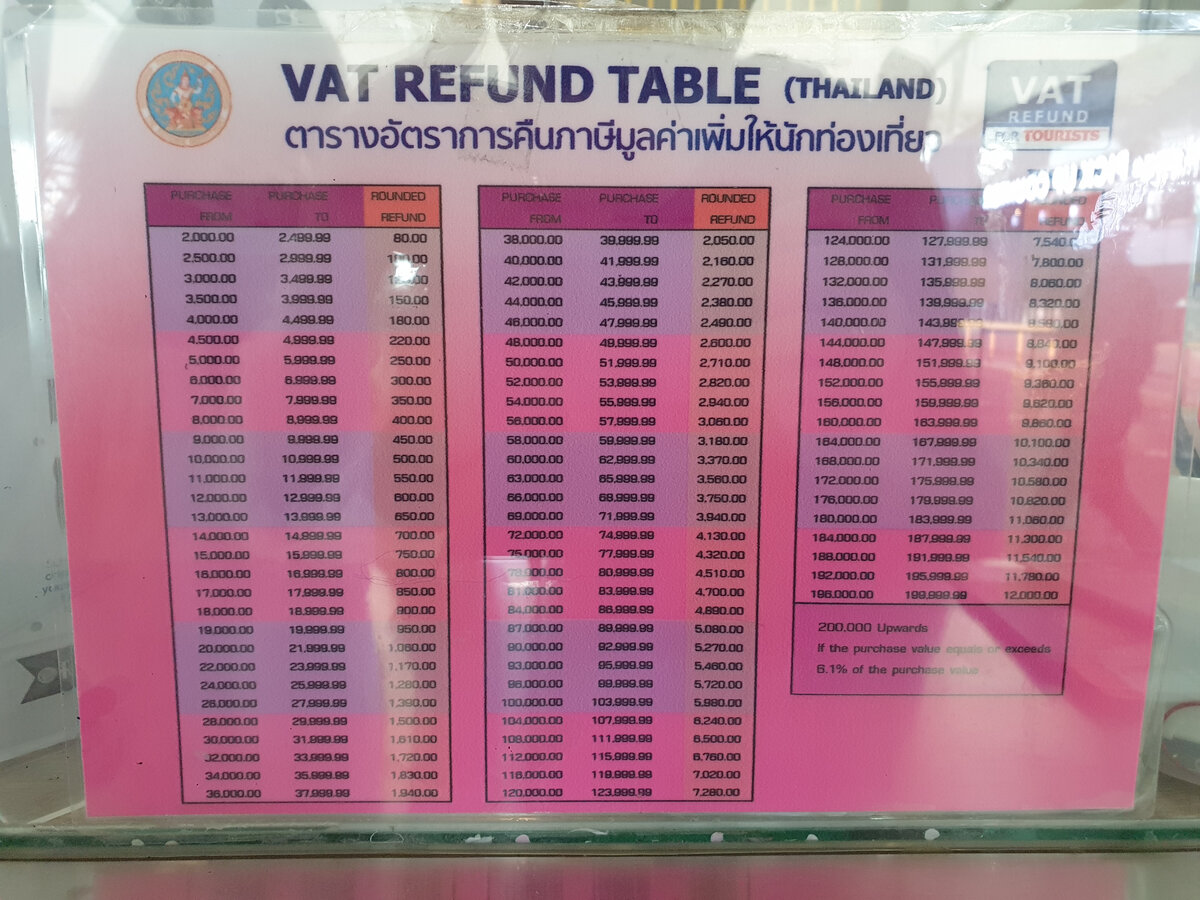 VAT REFUND TABLE (THAILAND)
ตารางอัตราการคืนภาษีมูลค่าเพิ่มให้นักท่องเที่ยว
VAT
REFUND
FOR TOURISTS
PURCHASE PURCHASE ROUNDED
FROM TO REFUND
2,000.00 2,499.99 80.00
2,500.00 2,999.99
3,000.00 3,499.99
3,500.00 3,999.99 150.00
4,000.00 4,499.99 180.00
4,500.00 4,999.99 220.00
5,000.00 5,999.99 250.00
6,000.00 6,999.99 300.00
7,000.00 7,999.99 350.00
8,000.00 8,999.99 400.00
9,000.00 9,999.99 450.00
10,000.00 10,999.99 500.00
11,000.00 11,999.99 550.00
12,000.00 12,999.99 600.00
13,000.00 13,999.99 650.00
14,000.00 14,999.99 700.00
15,000.00 15,999.99 750.00
16,000.00 16,999.99 800.00
17,000.00 17,999.99 850.00
18,000.00 18,999.99 900.00
19,000.00 19,999.99 950.00
20,000.00 21,999.99 1,060.00
22,000.00 23,999.99 1,170.00
24,000.00 25,999.99 1,280.00
26,000.00 27,999.99 1,390.00
28,000.00 29,999.99 1,500.00
30,000.00 31,999.99 1,610.00
32,000.00 33,999.99 1,720.00
34,000.00 35,999.99 1,830.00
36,000.00 37,999.99 1,940.00
PURCHASE PURCHASE ROUNDED
FROM TO REFUND
38,000.00 39,999.99 2,050.00
40,000.00 41,999.99 2,160.00
42,000.00 43,999.99 2,270.00
44,000.00 45,999.99 2,380.00
46,000.00 47,999.99 2,490.00
48,000.00 49,999.99 2,600.00
50,000.00 51,999.99 2,710.00
52,000.00 53,999.99 2,820.00
54,000.00 55,999.99 2,940.00
56,000.00 57,999.99 3,060.00
58,000.00 59,999.99 3,180.00
60,000.00 62,999.99 3,370.00
63,000.00 65,999.99 3,560.00
66,000.00 68,999.99 3,750.00
69,000.00 71,999.99 3,940.00
72,000.00 74,999.99 4,130.00
75,000.00 77,999.99 4,320.00
78,000.00 80,999.99 4,510.00
81,000.00 83,999.99 4,700.00
84,000.00 86,999.99 4,890.00
87,000.00 89,999.99 5,080.00
90,000.00 92,999.99 5,270.00
93,000.00 95,999.99 5,460.00
96,000.00 99,999.99 5,720.00
100,000.00 103,999.99 5,980.00
104,000.00 107,999.99 6,240.00
108,000.00 111,999.99 6,500.00
112,000.00 115,999.99 6,760.00
116,000.00 119,999.99 7,020.00
120,000.00 123,999.99 7,280.00
PURCHASE PURCHASE ROUNDED
FROM TO REFUND
124,000.00 127,999.99 7,540.00
128,000.00 131,999.99 7,800.00
132,000.00 135,999.99 8,060.00
136,000.00 139,999.99 8,320.00
140,000.00 143,999.99 8,580.00
144,000.00 147,999.99 8,840.00
148,000.00 151,999.99 9,100.00
152,000.00 155,999.99 9,360.00
156,000.00 159,999.99 9,620.00
160,000.00 163,999.99 9,860.00
164,000.00 167,999.99 10,100.00
168,000.00 171,999.99 10,340.00
172,000.00 175,999.99 10,580.00
176,000.00 179,999.99 10,820.00
180,000.00 183,999.99 11,060.00
184,000.00 187,999.99 11,300.00
188,000.00 191,999.99 11,540.00
192,000.00 195,999.99 11,780.00
196,000.00 199,999.99 12,000.00
200,000 Upwards
If the purchase value equals or exceeds
6.1% of the purchase value